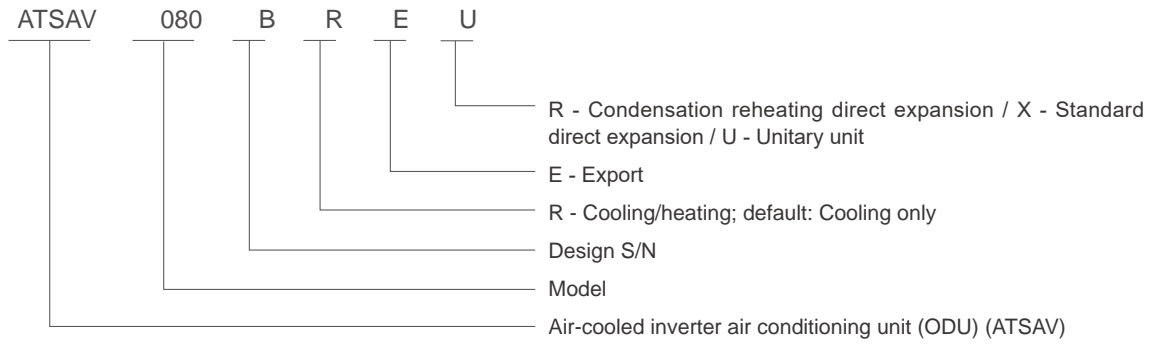 ATSAV 080 B R E U
R - Condensation reheating direct expansion / X - Standard
direct expansion / U - Unitary unit
E - Export
R - Cooling/heating; default: Cooling only
Design S/N
Model
Air-cooled inverter air conditioning unit (ODU) (ATSAV)